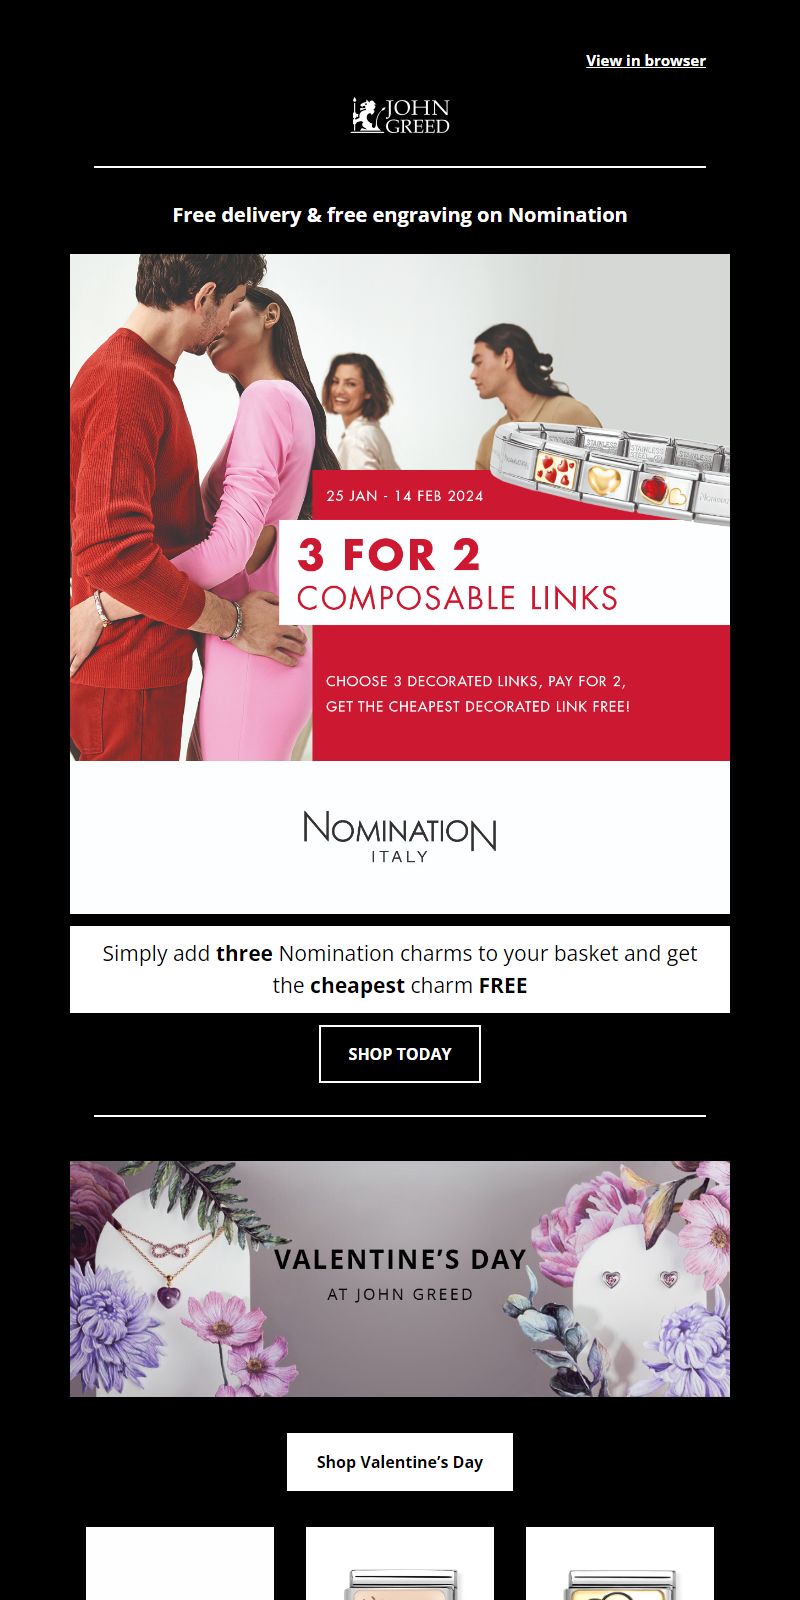 View in browser
JOHN
GREED
Free delivery & free engraving on Nomination
25 JAN - 14 FEB 2024
3 FOR 2
COMPOSABLE LINKS
CHOOSE 3 DECORATED LINKS, PAY FOR 2,
GET THE CHEAPEST DECORATED LINK FREE!
NOMINATION
ITALY
Simply add three Nomination charms to your basket and get
the cheapest charm FREE
SHOP TODAY
VALENTINE’S DAY
AT JOHN GREED
Shop Valentine’s Day